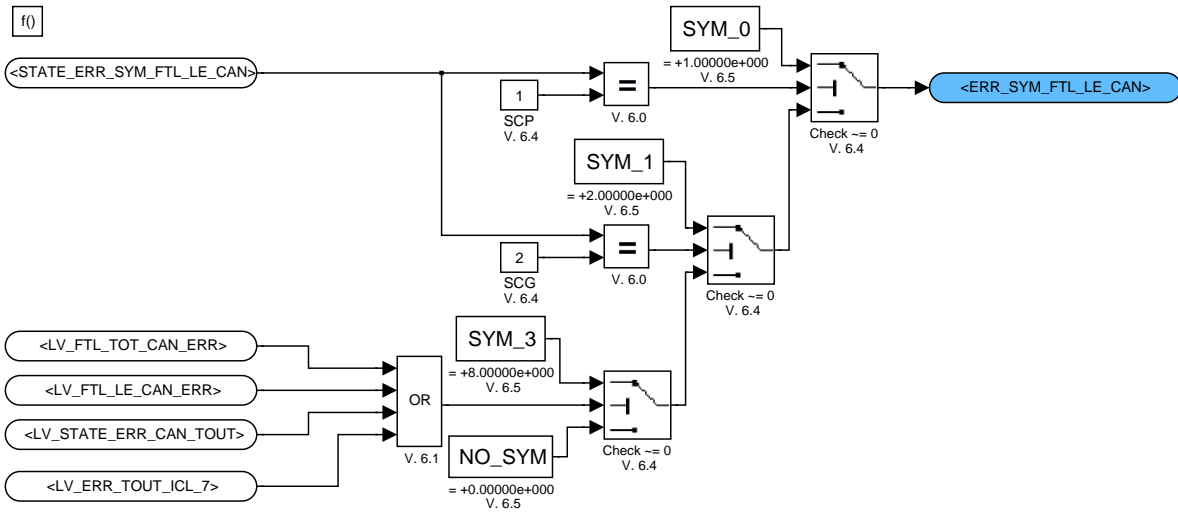 f()
<STATE_ERR_SYM_FTL_LE_CAN>
SYM_0
= +1.00000e+000
V. 6.5
1
SCP
V. 6.4
=
V. 6.0
Check ~= 0
V. 6.4
<ERR_SYM_FTL_LE_CAN>
SYM_1
= +2.00000e+000
V. 6.5
2
SCG
V. 6.4
=
V. 6.0
Check ~= 0
V. 6.4
<LV_FTL_TOT_CAN_ERR>
<LV_FTL_LE_CAN_ERR>
<LV_STATE_ERR_CAN_TOUT>
<LV_ERR_TOUT_ICL_7>
OR
V. 6.1
SYM_3
= +8.00000e+000
V. 6.5
NO_SYM
= +0.00000e+000
V. 6.5
Check ~= 0
V. 6.4